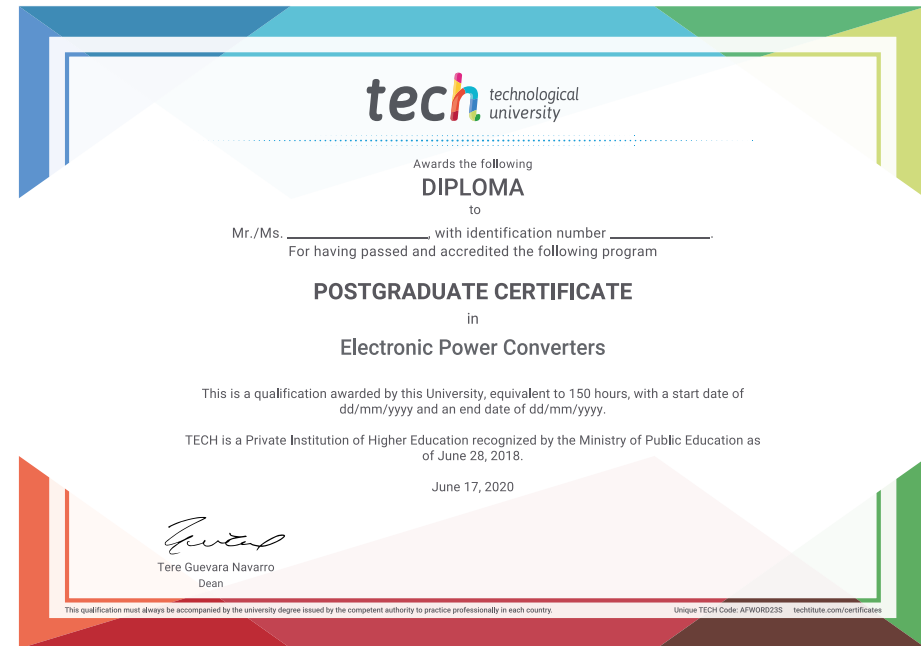 tech technological
university
Awards the following
DIPLOMA
to
Mr./Ms. ____________________, with identification number ______________.
For having passed and accredited the following program
POSTGRADUATE CERTIFICATE
in
Electronic Power Converters
This is a qualification awarded by this University, equivalent to 150 hours, with a start date of
dd/mm/yyyy and an end date of dd/mm/yyyy.
TECH is a Private Institution of Higher Education recognized by the Ministry of Public Education as
of June 28, 2018.
June 17, 2020
Tere Guevara Navarro
Dean
This qualification must always be accompanied by the university degree issued by the competent authority to practice professionally in each country. Unique TECH Code: AFWORD23S techtitute.com/certificates